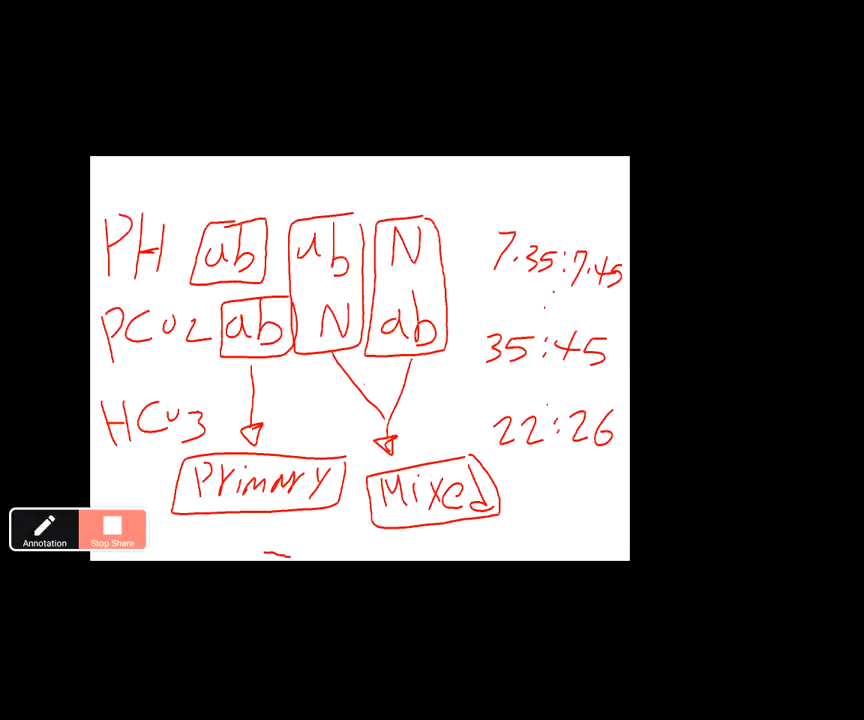 PH ab ab N 7.35:7.45
PCO2 ab N ab 35:45
HCO3 22:26
Primary Mixed
Annotation Stop Share